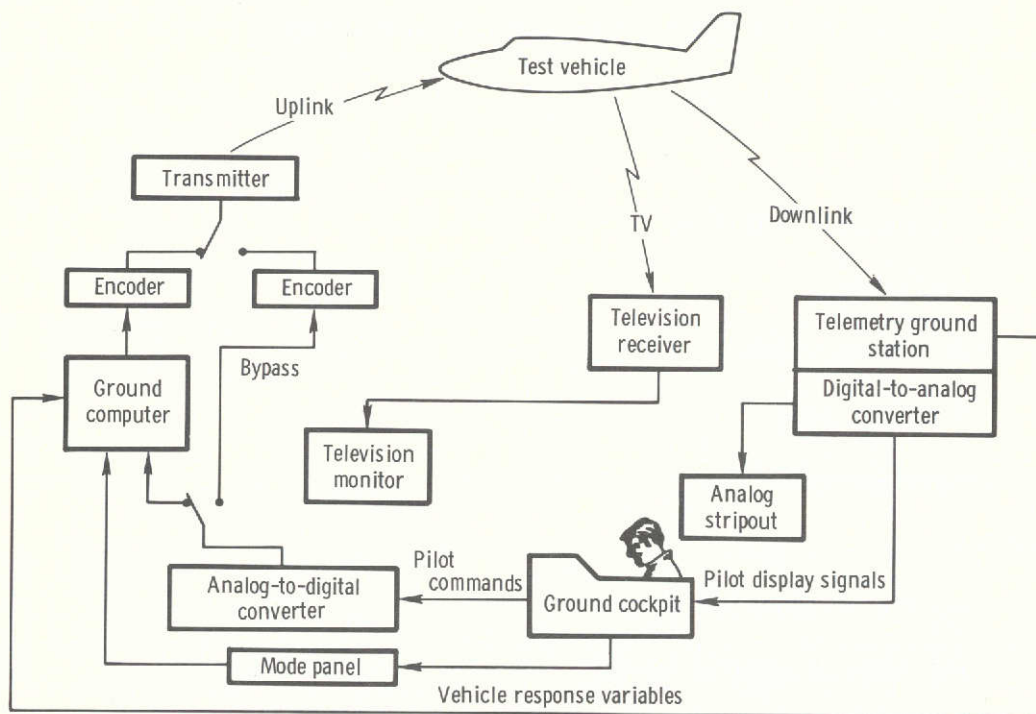 Test vehicle
Uplink
Transmitter
TV
Downlink
Encoder
Encoder
Television
receiver
Telemetry ground
station
Bypass
Ground
computer
Digital-to-analog
converter
Television
monitor
Analog
stripout
Pilot
commands
Pilot display signals
Analog-to-digital
converter
Ground cockpit
Mode panel
Vehicle response variables